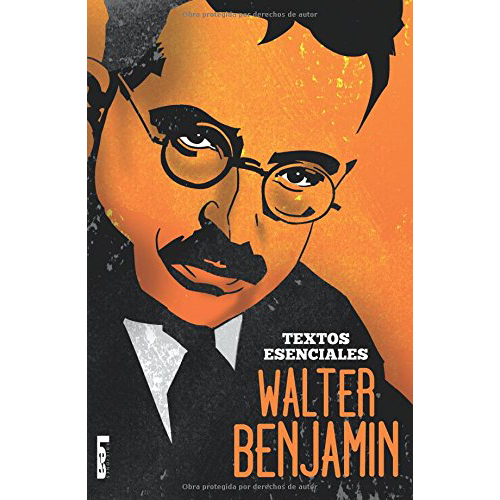 Obra protegida por derechos de autor
TEXTOS
ESENCIALES
WALTER
BENJAMIN
Lea
Obra protegida por derechos de autor